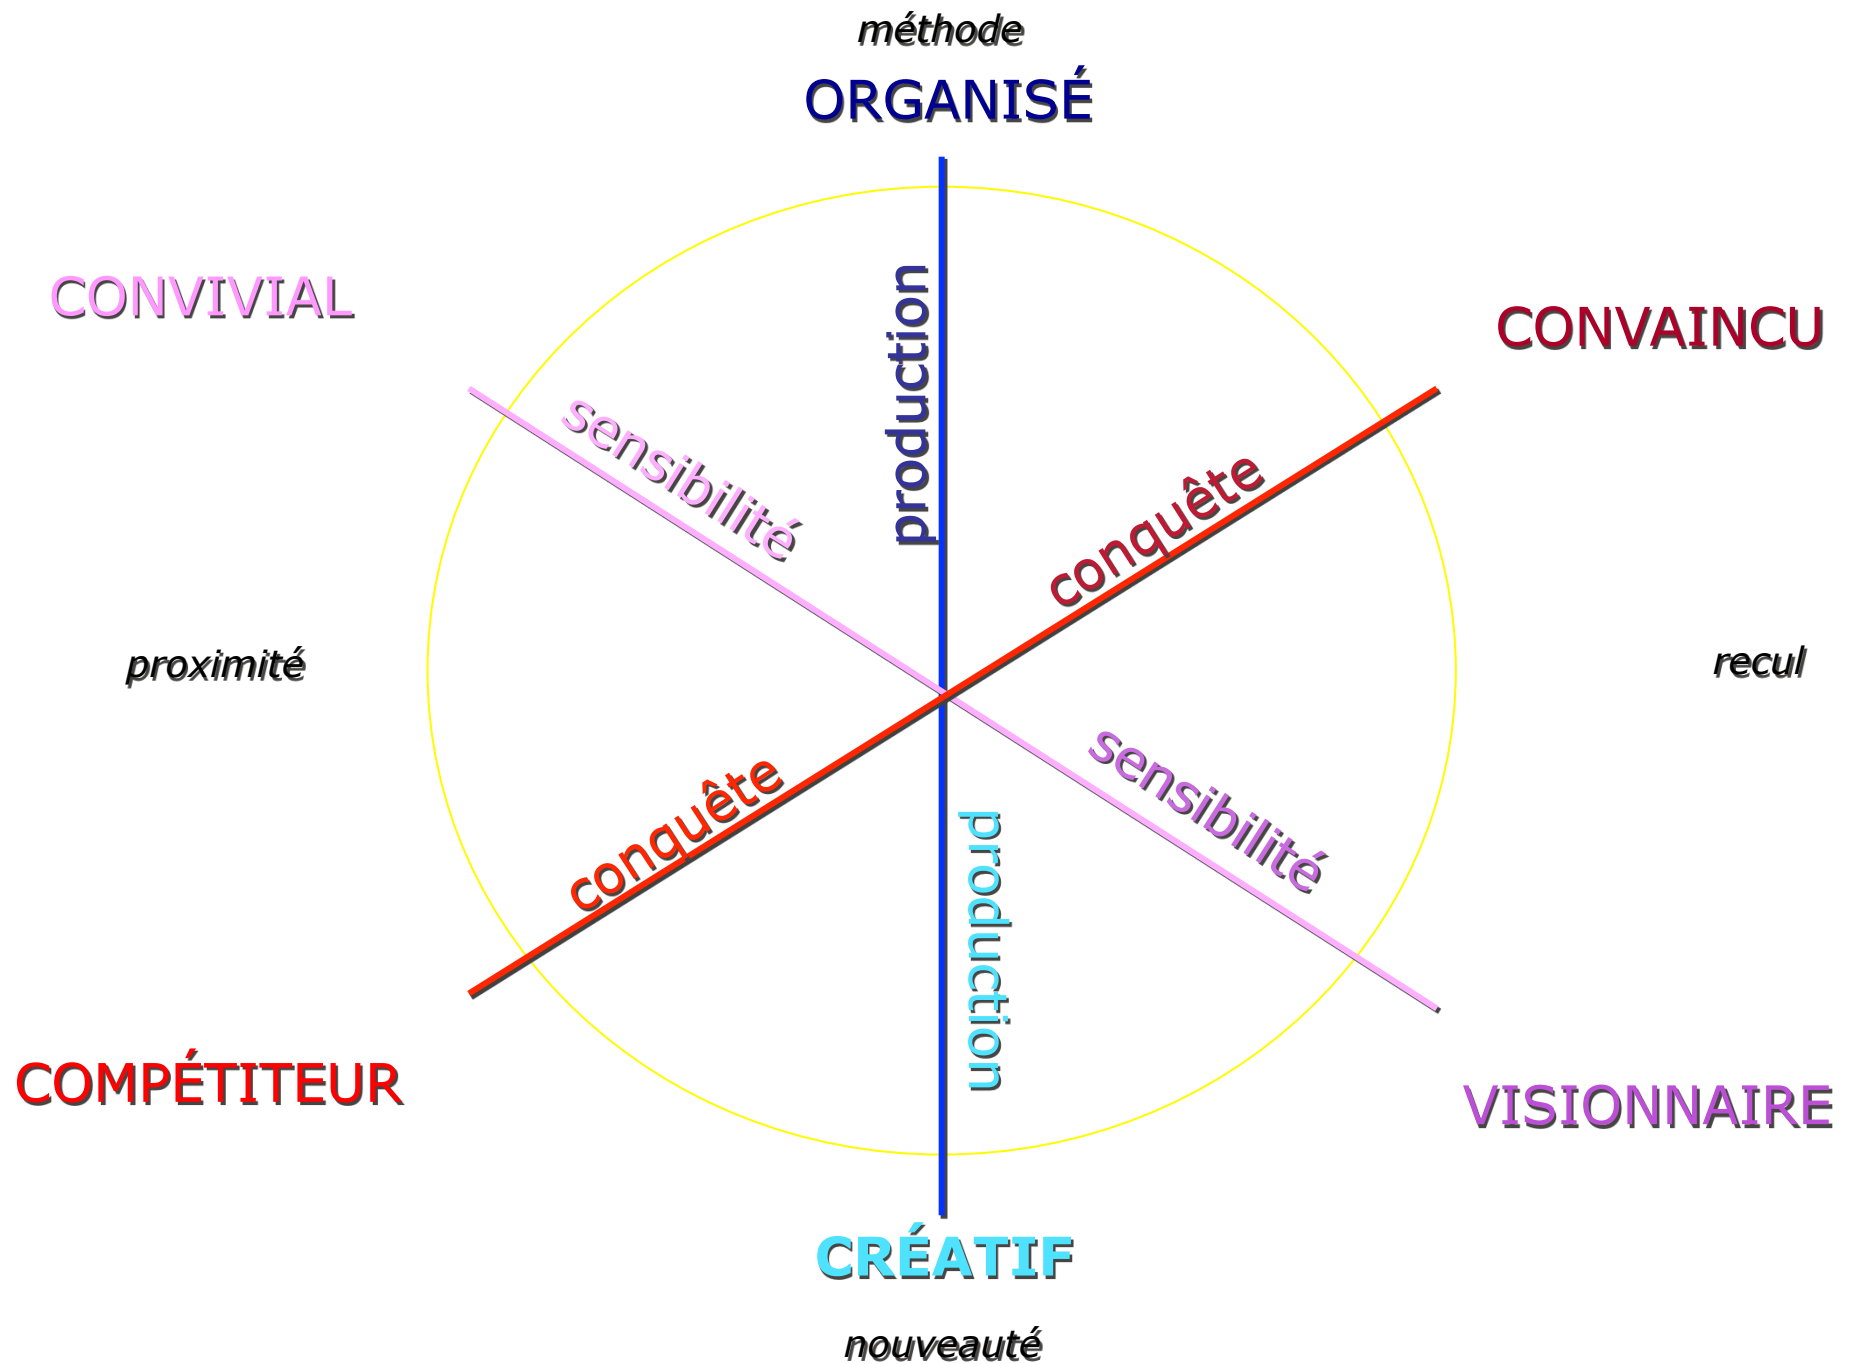 méthode
ORGANISÉ
CONVIVIAL
CONVAINCU
production
sensibilité
conquête
proximité
recul
sensibilité
conquête
production
COMPÉTITEUR
VISIONNAIRE
CRÉATIF
nouveauté